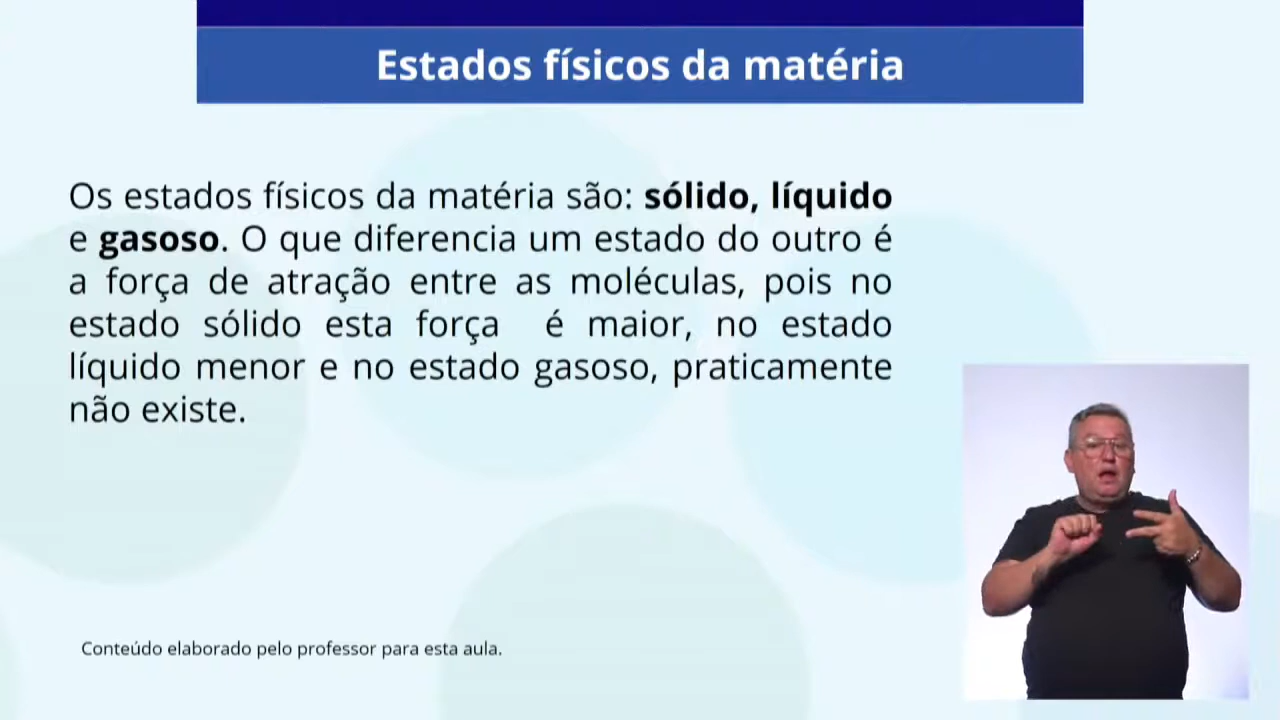 Estados físicos da matéria
Os estados físicos da matéria são: sólido, líquido
e gasoso. O que diferencia um estado do outro é
a força de atração entre as moléculas, pois no
estado sólido esta força é maior, no estado
líquido menor e no estado gasoso, praticamente
não existe.
Conteúdo elaborado pelo professor para esta aula.